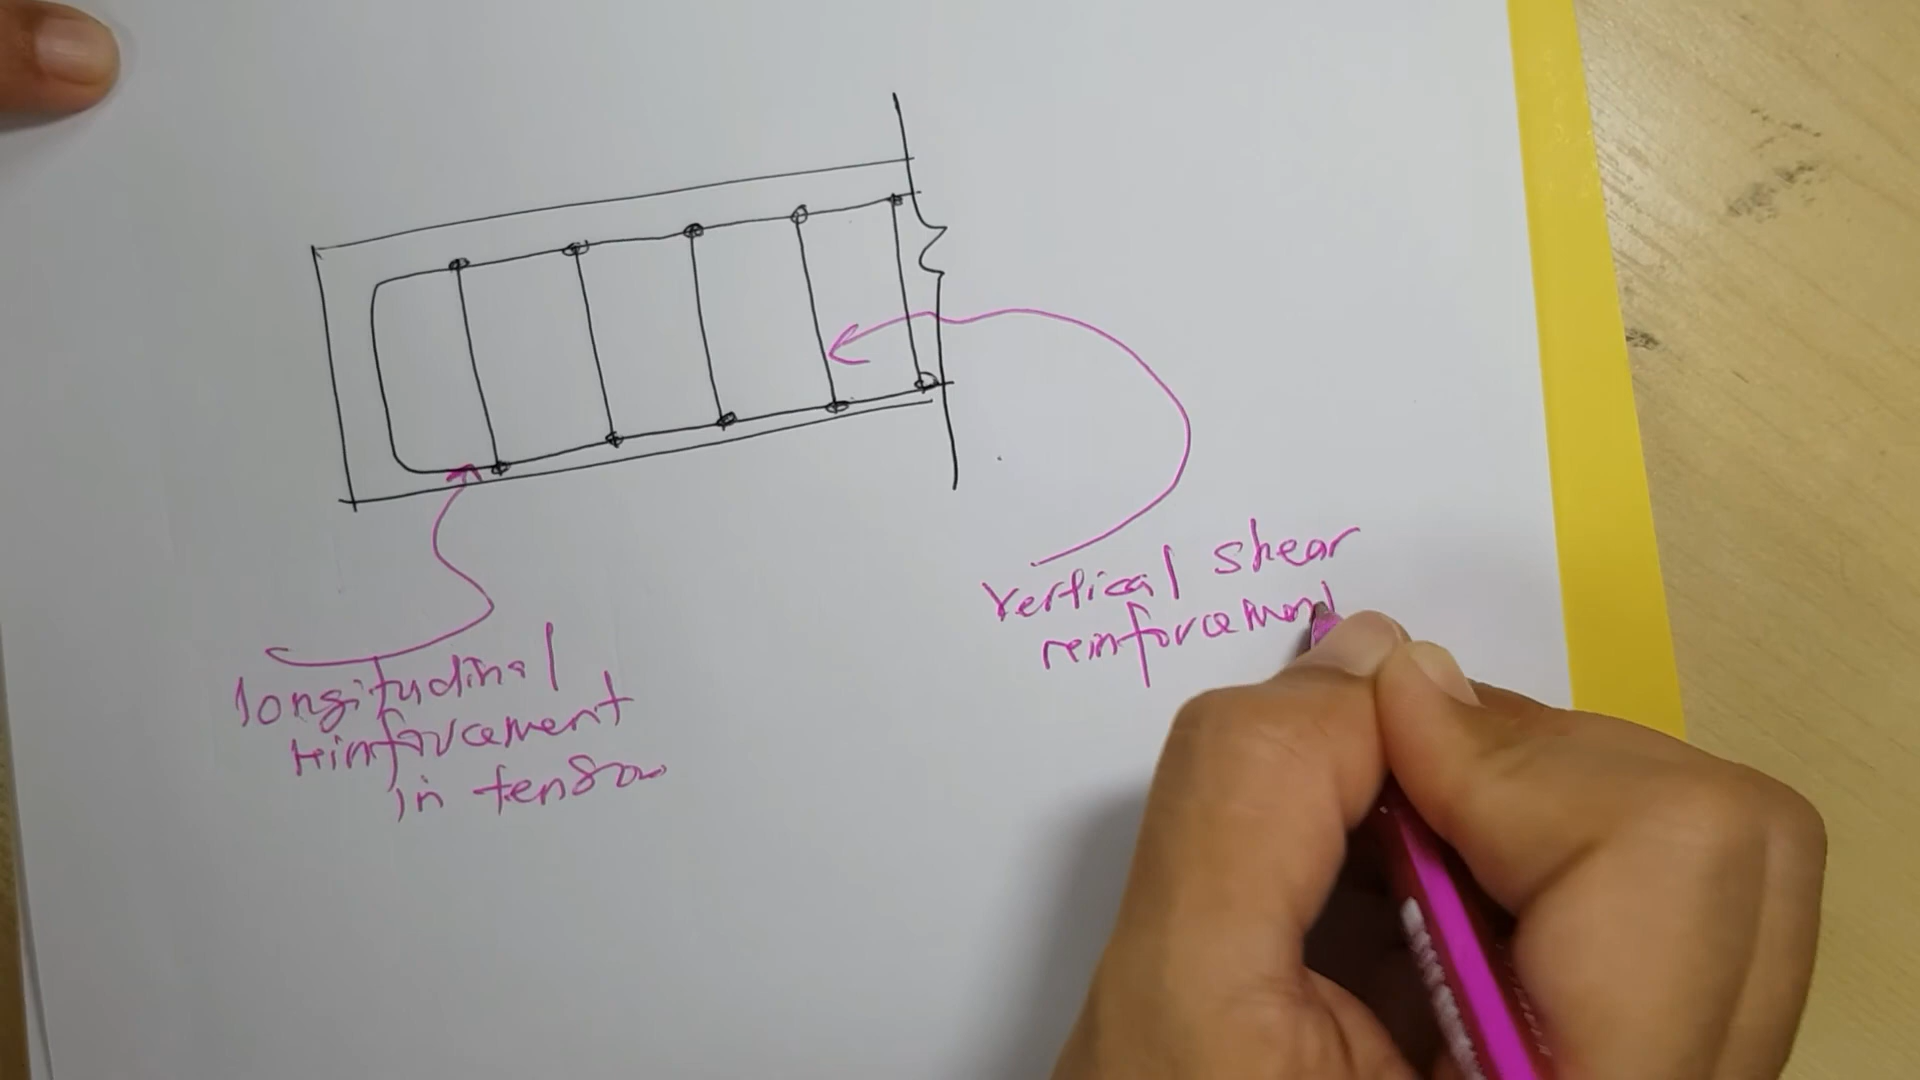 longitudinal
reinforcement
in tension
vertical shear
reinforcement